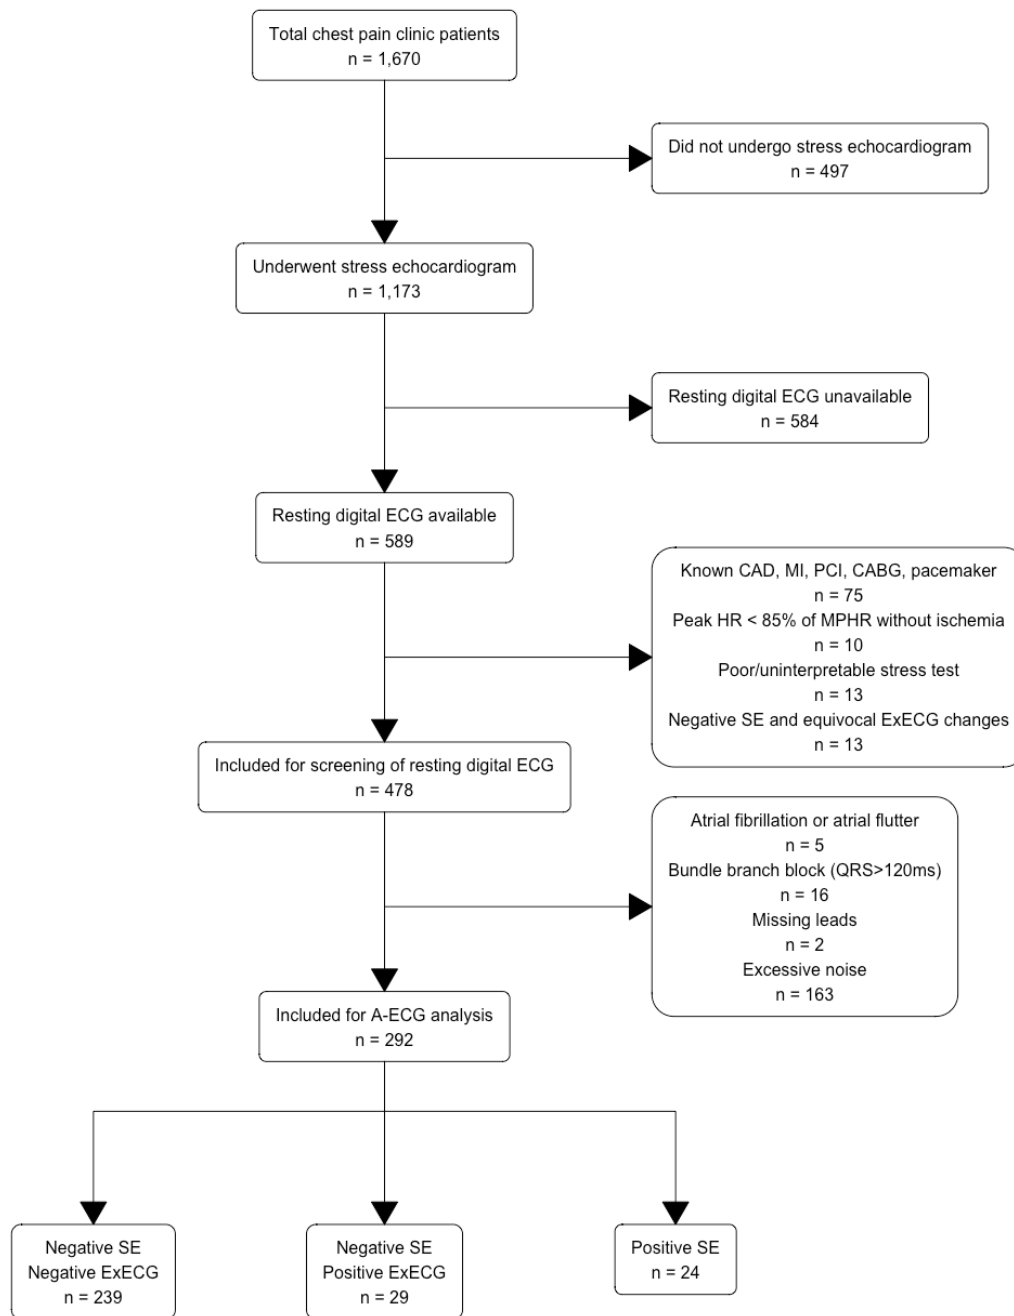 Total chest pain clinic patients
n = 1,670
Did not undergo stress echocardiogram
n = 497
Underwent stress echocardiogram
n = 1,173
Resting digital ECG unavailable
n = 584
Resting digital ECG available
n = 589
Known CAD, MI, PCI, CABG, pacemaker
n = 75
Peak HR < 85% of MPHR without ischemia
n = 10
Poor/uninterpretable stress test
n = 13
Negative SE and equivocal ExECG changes
n = 13
Included for screening of resting digital ECG
n = 478
Atrial fibrillation or atrial flutter
n = 5
Bundle branch block (QRS>120ms)
n = 16
Missing leads
n = 2
Excessive noise
n = 163
Included for A-ECG analysis
n = 292
Negative SE
Negative ExECG
n = 239
Negative SE
Positive ExECG
n = 29
Positive SE
n = 24